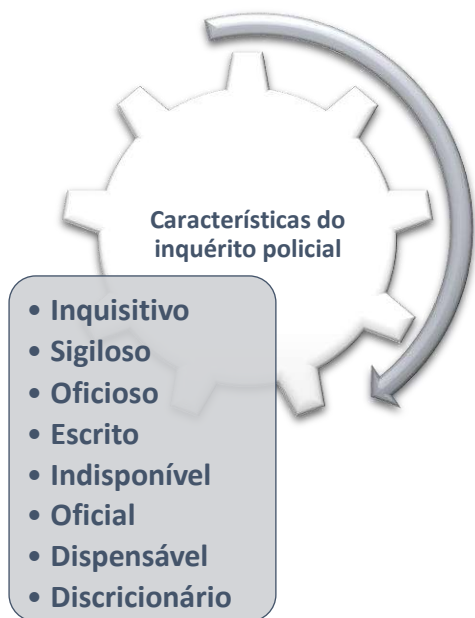 Características do
inquérito policial
• Inquisitivo
• Sigiloso
• Oficioso
• Escrito
• Indisponível
• Oficial
• Dispensável
• Discricionário